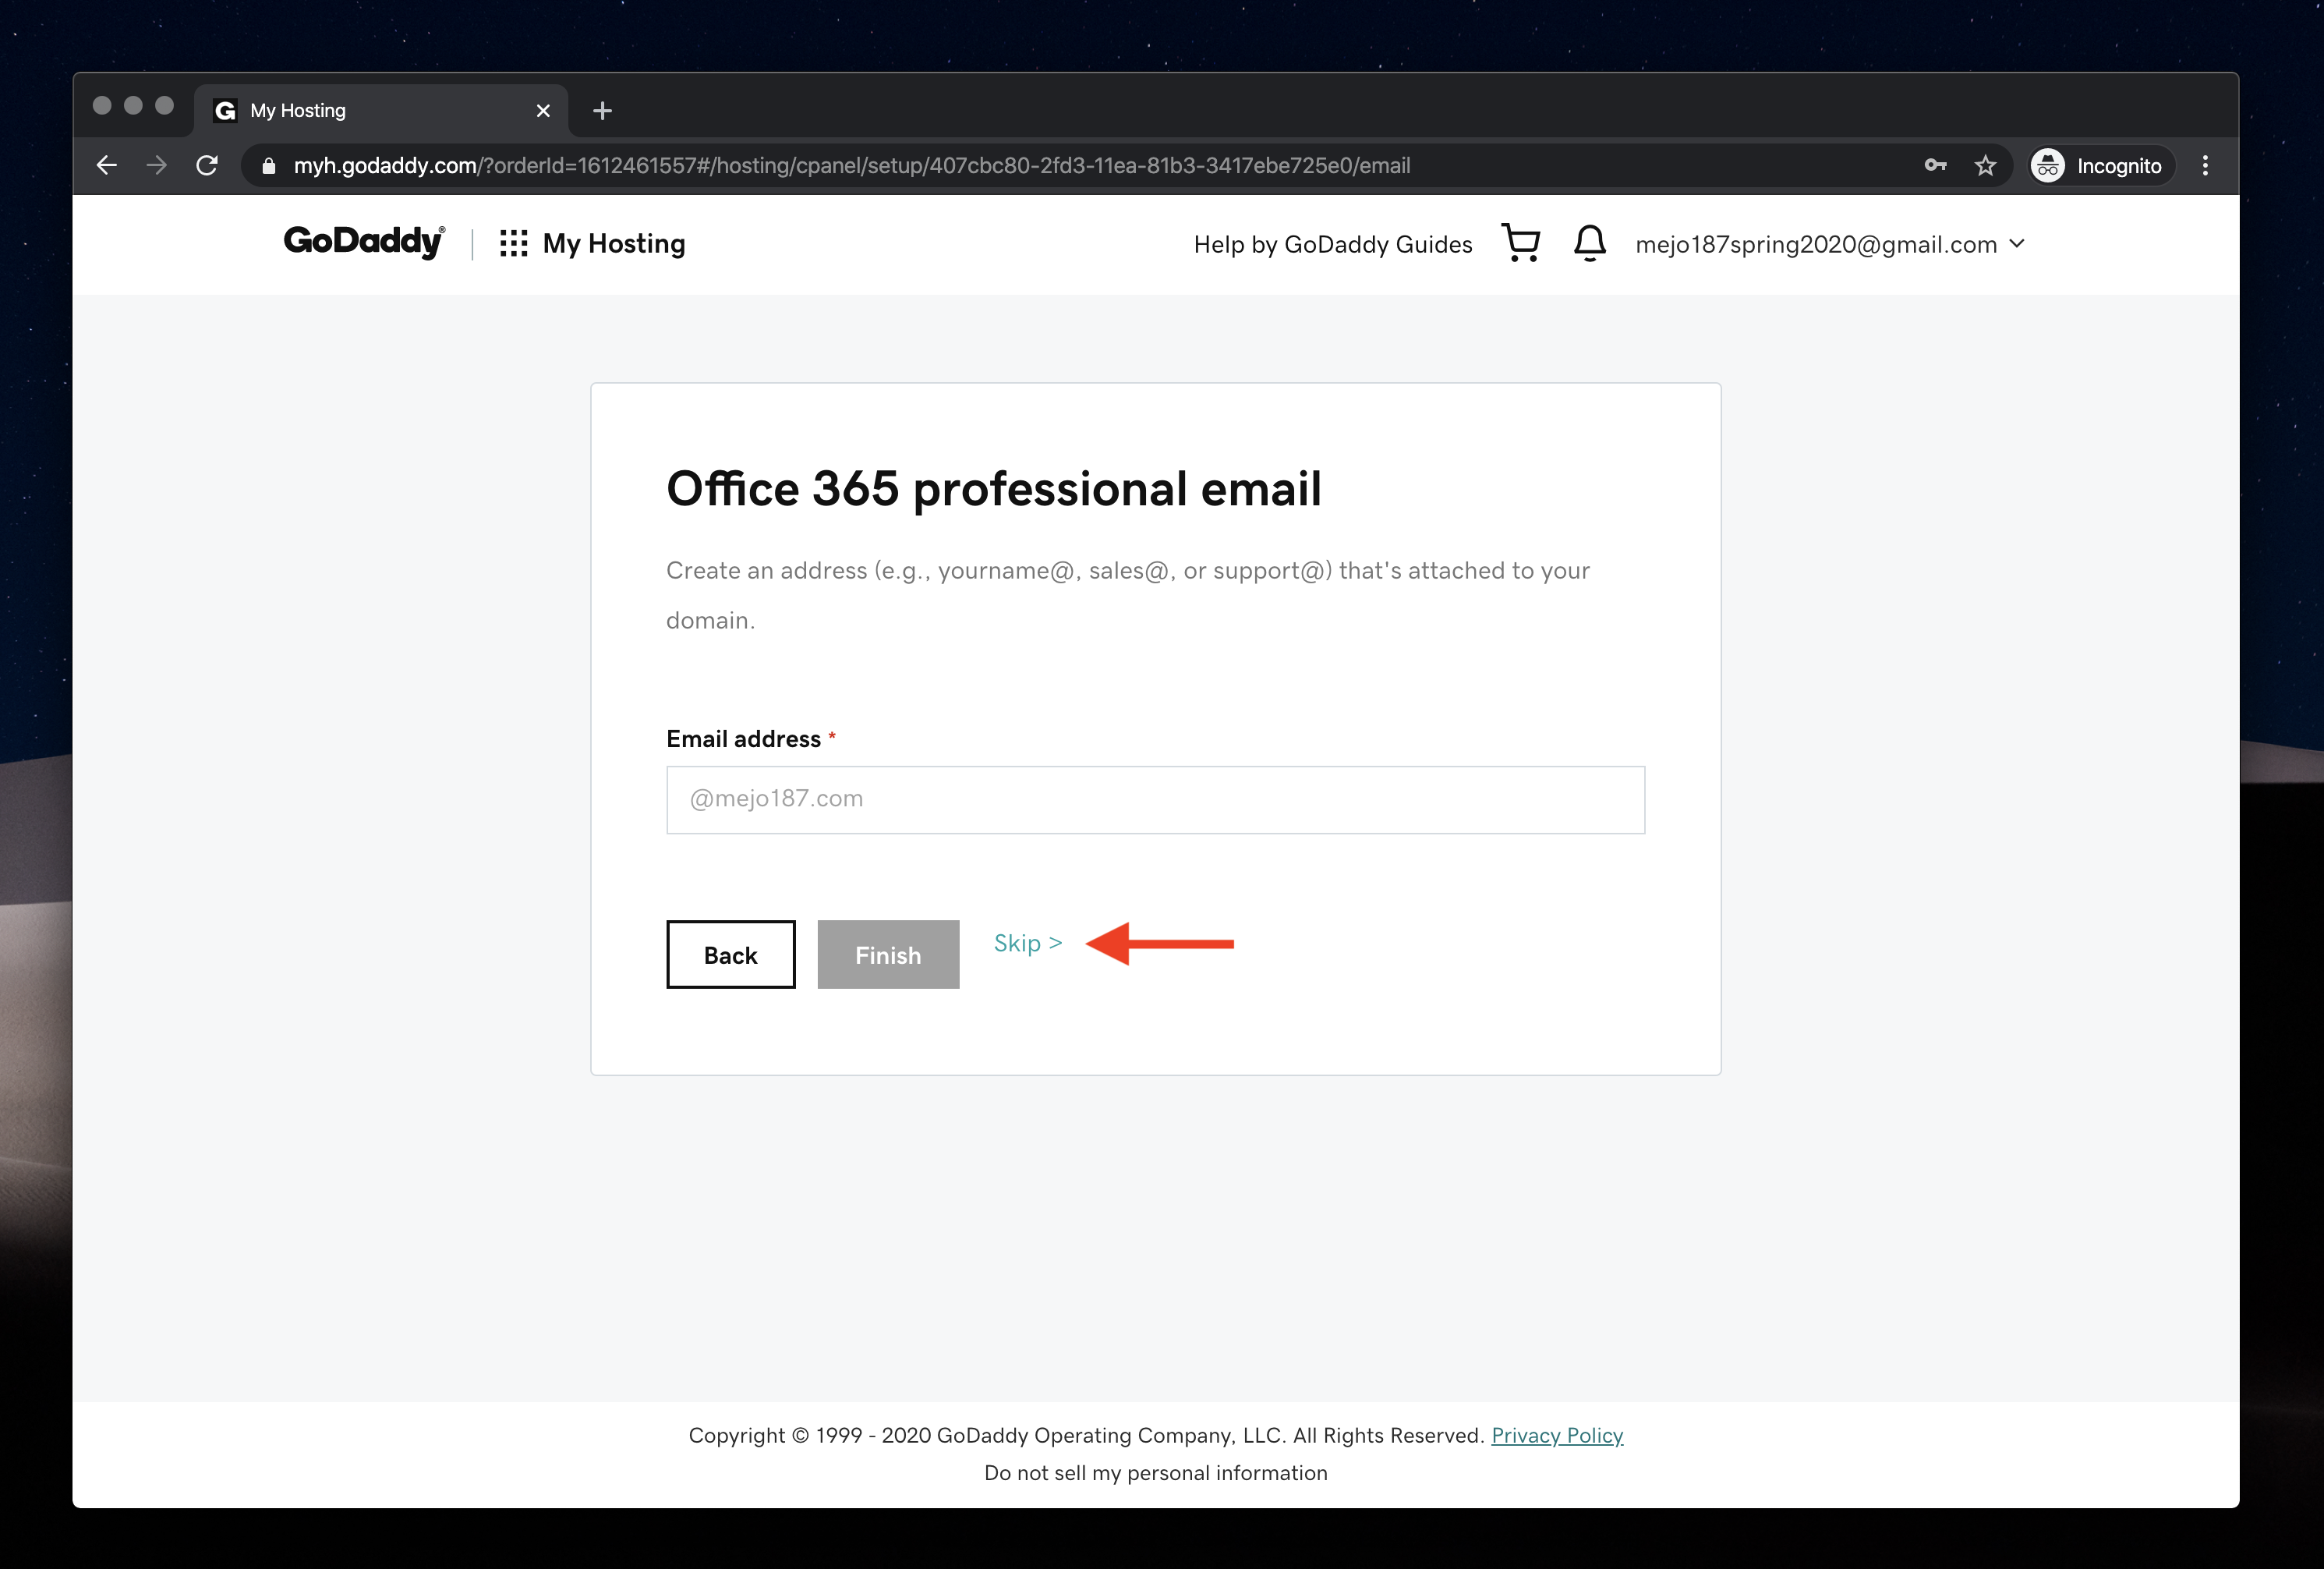 My Hosting
myh.godaddy.com/?orderId=1612461557#/hosting/cpanel/setup/407cbc80-2fd3-11ea-81b3-3417ebe725e0/email
Incognito
GoDaddy® My Hosting
Help by GoDaddy Guides
mejo187spring2020@gmail.com
Office 365 professional email
Create an address (e.g., yourname@, sales@, or support@) that's attached to your
domain.
Email address *
@mejo187.com
Back
Finish
Skip >
Copyright © 1999 - 2020 GoDaddy Operating Company, LLC. All Rights Reserved. Privacy Policy
Do not sell my personal information